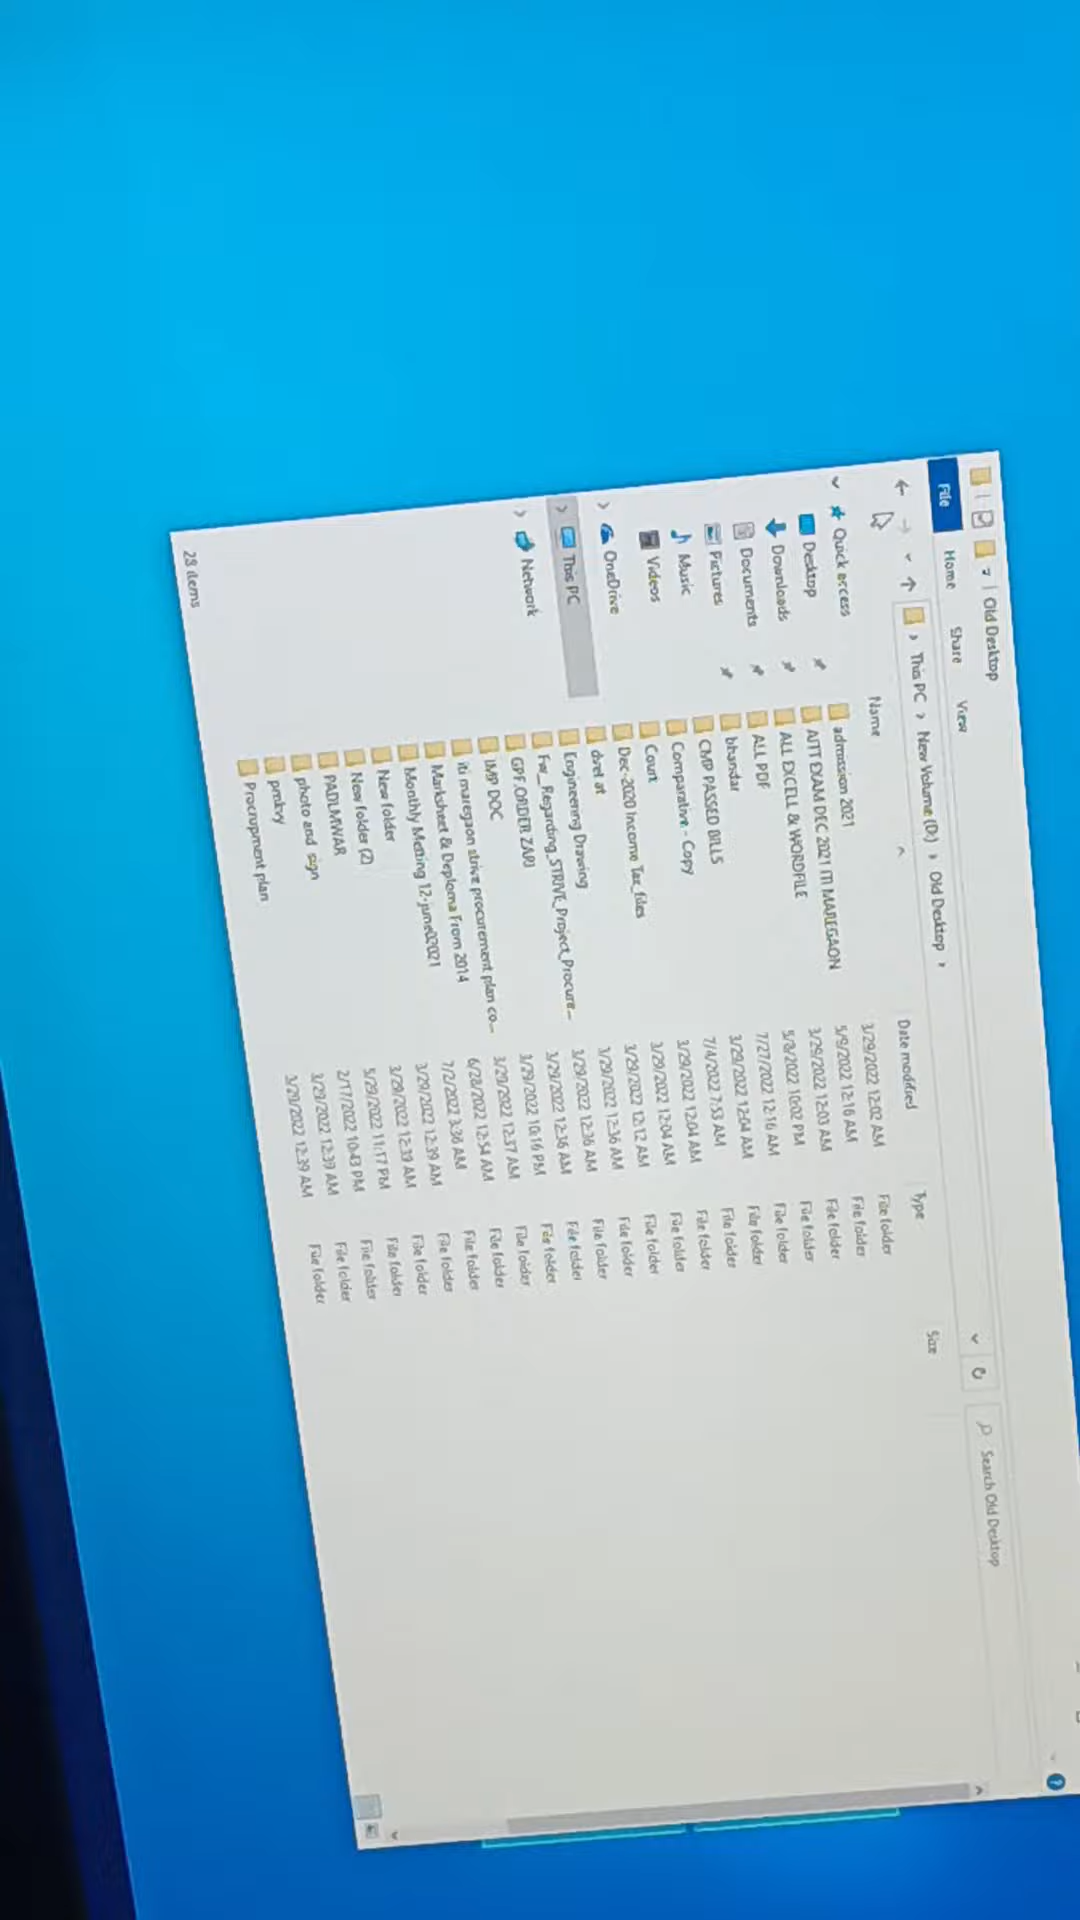 Old Desktop
File Home Share View
This PC New Volume (D:) Old Desktop
Search Old Desktop
Quick access
Desktop
Downloads
Documents
Pictures
Music
Videos
OneDrive
This PC
Network
Name Date modified Type Size
admission 2021 3/29/2022 12:02 AM File folder
AITT EXAM DEC 2021 ITI MAREGAON 5/9/2022 12:16 AM File folder
ALL EXCELL & WORDFILE 3/29/2022 12:03 AM File folder
ALL PDF 5/3/2022 10:02 PM File folder
bhandar 7/27/2022 12:16 AM File folder
CMP PASSED BILLS 3/29/2022 12:04 AM File folder
Comparative - Copy 7/4/2022 7:53 AM File folder
Court 3/29/2022 12:04 AM File folder
Dec-2020 Income Tax_files 3/29/2022 12:04 AM File folder
dvet at 3/29/2022 12:12 AM File folder
Engineering Drawing 3/29/2022 12:36 AM File folder
Fw_ Regarding_STRIVE_Project_Procure... 3/29/2022 12:36 AM File folder
GPF.ORDER ZAPJ 3/29/2022 12:36 AM File folder
IMP DOC 3/29/2022 10:16 PM File folder
iti maregaon strive procurement plan co... 3/29/2022 12:37 AM File folder
Marksheet & Deploma From 2014 6/28/2022 12:54 AM File folder
Monthly Metting 12-june02021 7/2/2022 3:36 AM File folder
New folder 3/29/2022 12:39 AM File folder
New folder (2) 3/29/2022 12:39 AM File folder
PADLMWAR 5/29/2022 11:17 PM File folder
photo and sign 2/17/2022 10:43 PM File folder
pmkvy 3/29/2022 12:39 AM File folder
Procrupment plan 3/29/2022 12:39 AM File folder
28 items